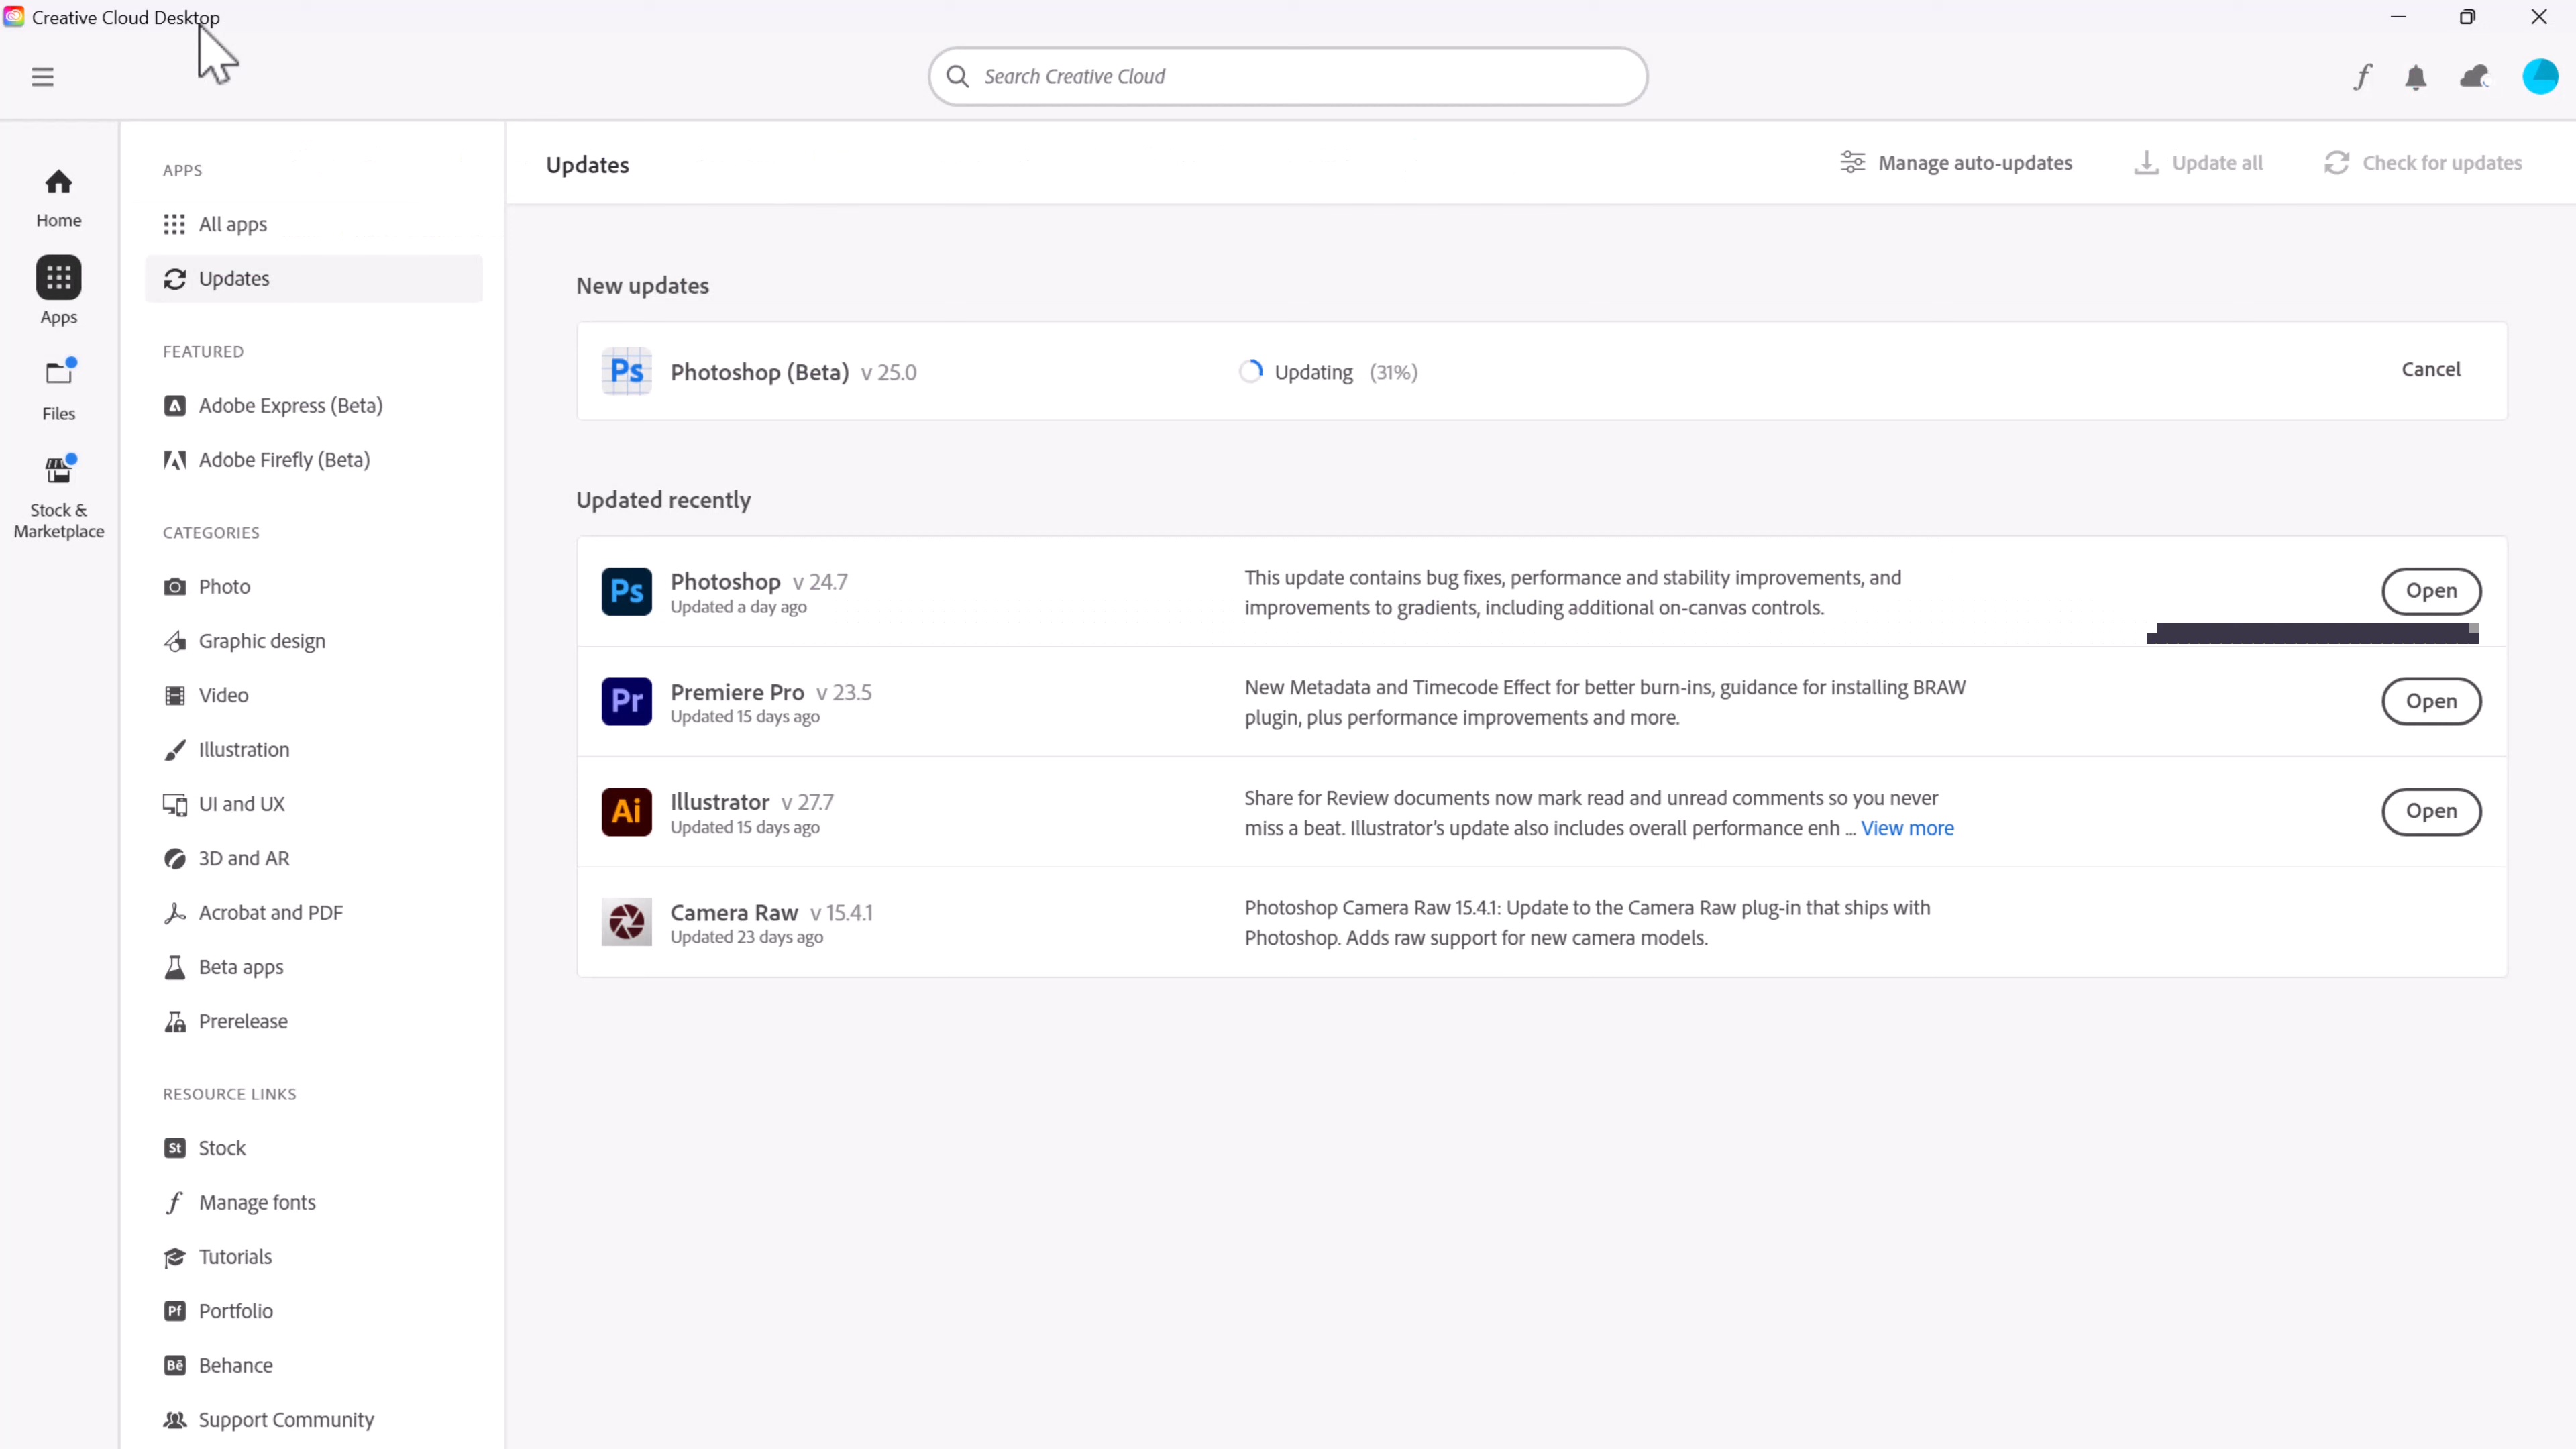 Creative Cloud Desktop
Search Creative Cloud
Home
Apps
Files
Stock &
Marketplace
APPS
All apps
Updates
FEATURED
Adobe Express (Beta)
Adobe Firefly (Beta)
CATEGORIES
Photo
Graphic design
Video
Illustration
UI and UX
3D and AR
Acrobat and PDF
Beta apps
Prerelease
RESOURCE LINKS
St Stock
Manage fonts
Tutorials
Pf Portfolio
Bē Behance
Support Community
Updates
Manage auto-updates
Update all
Check for updates
New updates
Ps Photoshop (Beta) v 25.0 Updating (31%) Cancel
Updated recently
Ps Photoshop v 24.7
Updated a day ago
This update contains bug fixes, performance and stability improvements, and
improvements to gradients, including additional on-canvas controls.
Open
Pr Premiere Pro v 23.5
Updated 15 days ago
New Metadata and Timecode Effect for better burn-ins, guidance for installing BRAW
plugin, plus performance improvements and more.
Open
Ai Illustrator v 27.7
Updated 15 days ago
Share for Review documents now mark read and unread comments so you never
miss a beat. Illustrator's update also includes overall performance enh ... View more
Open
Camera Raw v 15.4.1
Updated 23 days ago
Photoshop Camera Raw 15.4.1: Update to the Camera Raw plug-in that ships with
Photoshop. Adds raw support for new camera models.